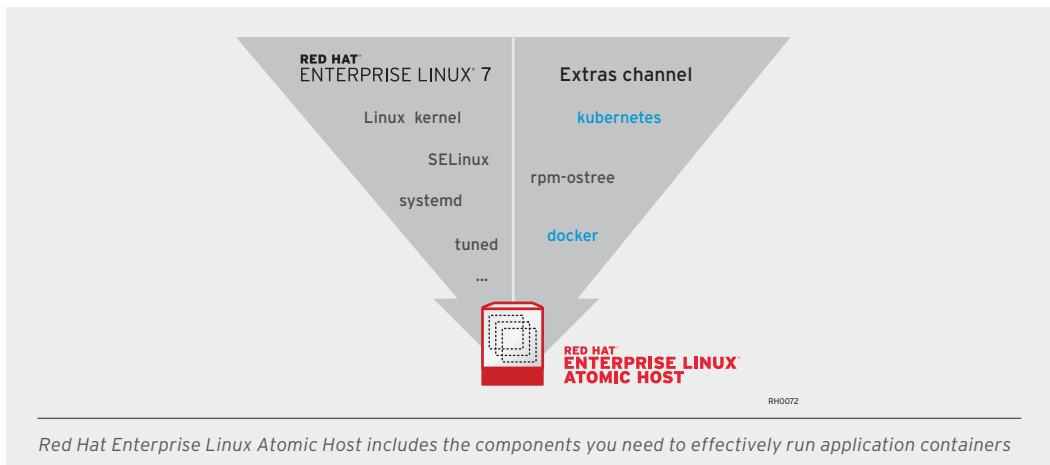 RED HAT®
ENTERPRISE LINUX® 7
Linux kernel
SELinux
systemd
tuned
...
Extras channel
kubernetes
rpm-ostree
docker
RED HAT®
ENTERPRISE LINUX®
ATOMIC HOST
RH0072
Red Hat Enterprise Linux Atomic Host includes the components you need to effectively run application containers